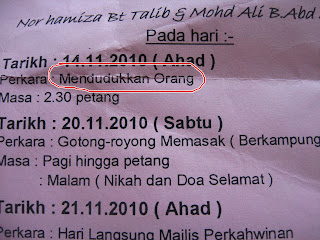 Nor hamiza Bt Talib & Mohd Ali B.Abd
Pada hari :-
Tarikh : 14.11.2010 ( Ahad )
Perkara : Mendudukkan Orang
Masa : 2.30 petang
Tarikh : 20.11.2010 ( Sabtu )
Perkara : Gotong-royong Memasak ( Berkampung
Masa : Pagi hingga petang
: Malam ( Nikah dan Doa Selamat )
Tarikh : 21.11.2010 ( Ahad )
Perkara : Hari Langsung Majlis Perkahwinan